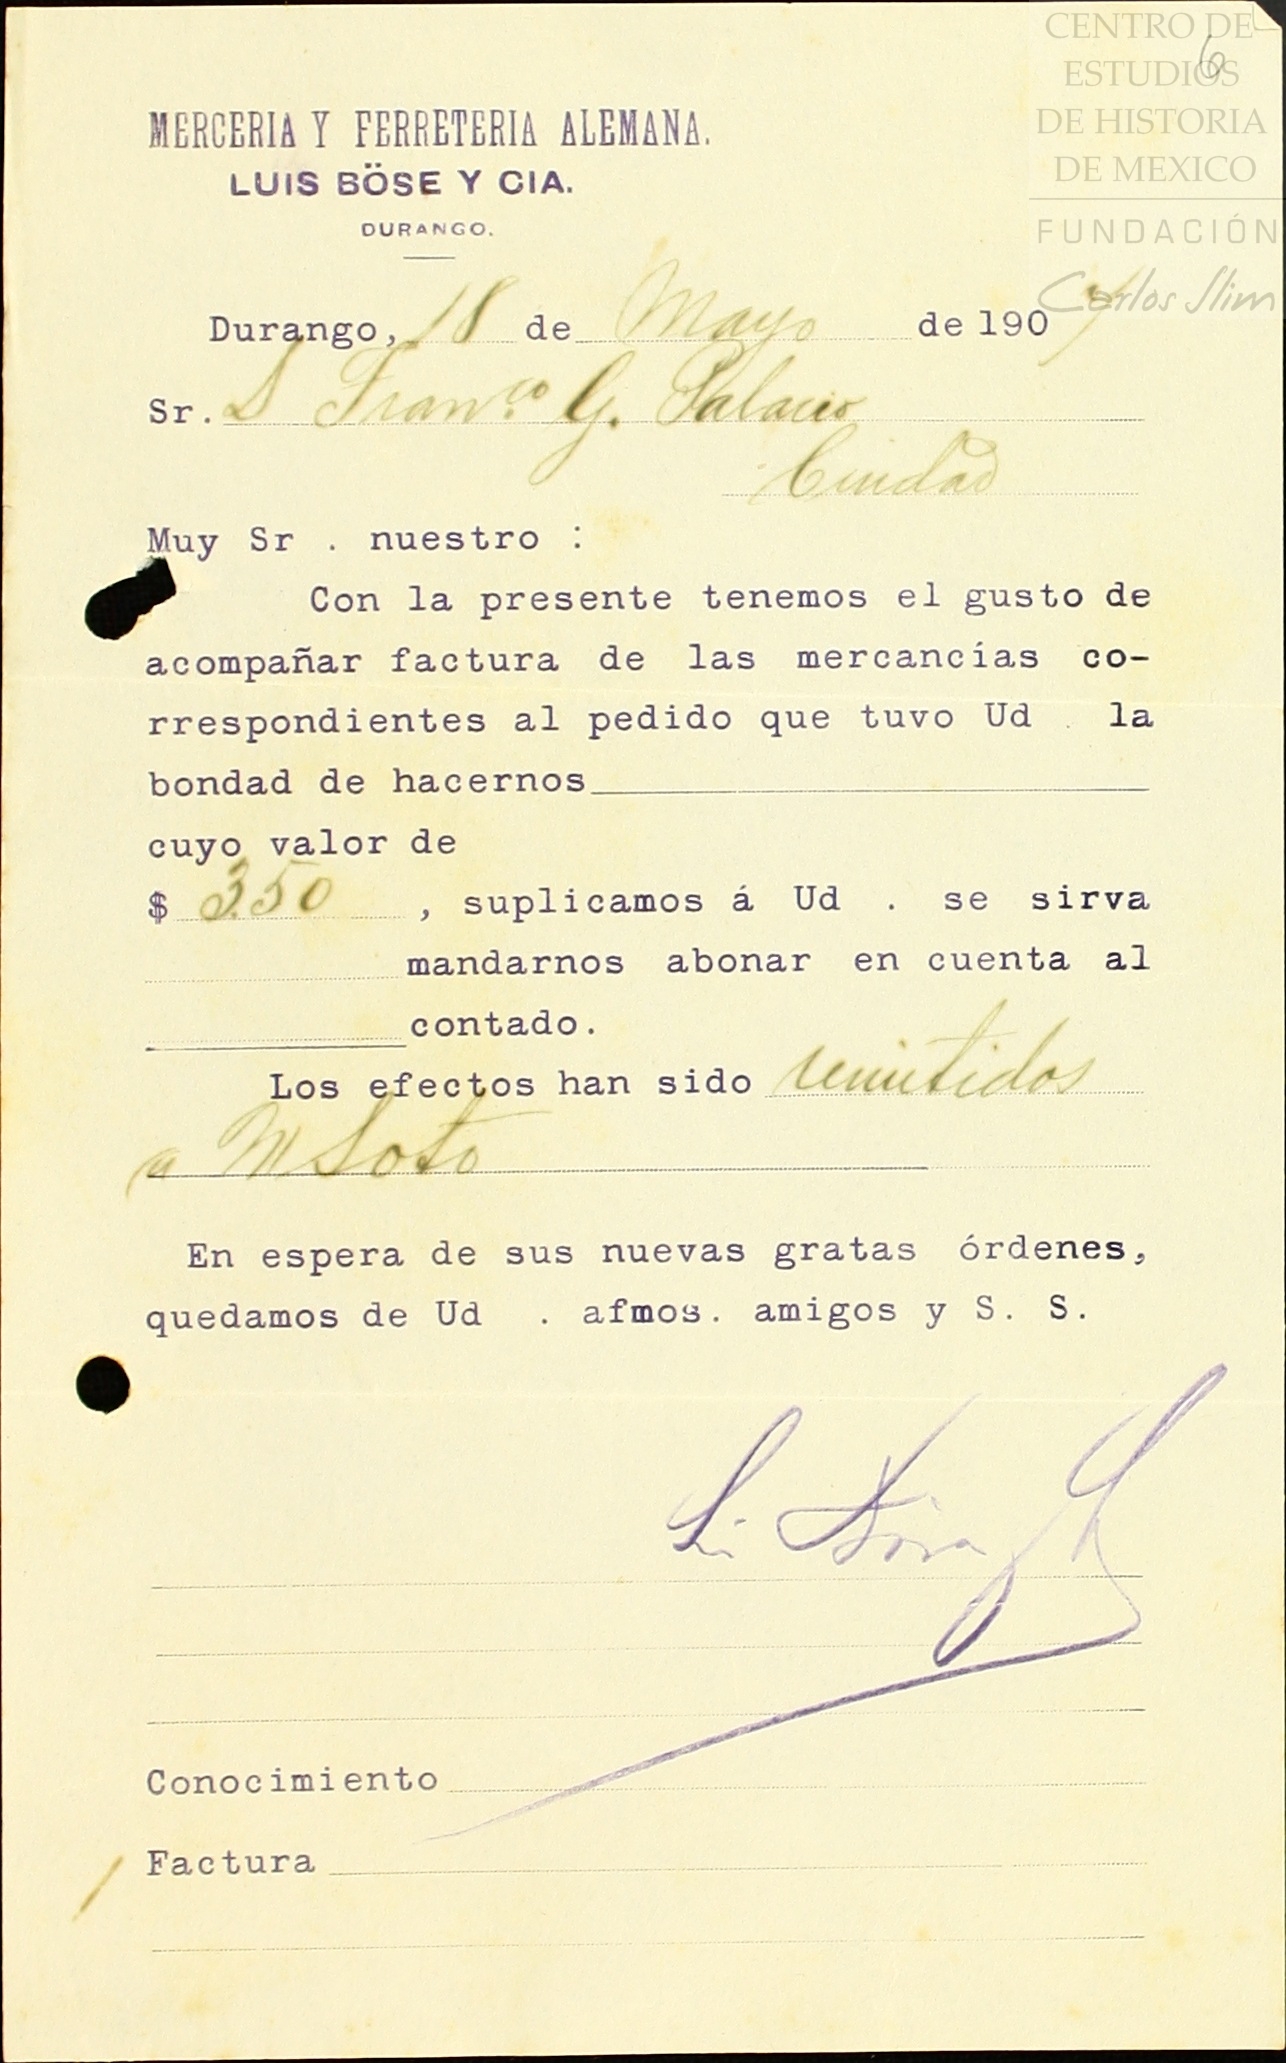 CENTRO DE
ESTUDIOS
DE HISTORIA
DE MEXICO
FUNDACIÓN
Carlos Slim
6
MERCERIA Y FERRETERIA ALEMANA.
LUIS BÖSE Y CIA.
DURANGO.
Durango, 18 de Mayo de 1907
Sr. D Franco. G. Palacio
Ciudad
Muy Sr . nuestro :
Con la presente tenemos el gusto de
acompañar factura de las mercancías co-
rrespondientes al pedido que tuvo Ud . la
bondad de hacernos
cuyo valor de
$ 3.50 , suplicamos á Ud . se sirva
mandarnos abonar en cuenta al
contado.
Los efectos han sido remitidos
a M Soto
En espera de sus nuevas gratas órdenes,
quedamos de Ud . afmos. amigos y S. S.
Conocimiento
Factura